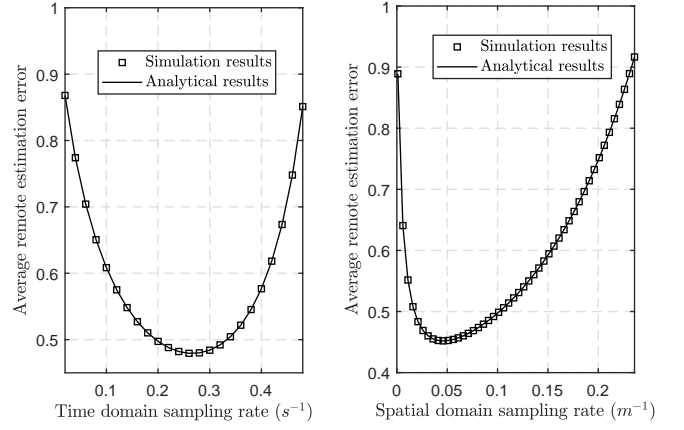 Average remote estimation error
1
0.9
0.8
0.7
0.6
0.5
Simulation results
Analytical results
0.1 0.2 0.3 0.4
Time domain sampling rate (s⁻¹)
Average remote estimation error
1
0.9
0.8
0.7
0.6
0.5
0.4
Simulation results
Analytical results
0 0.05 0.1 0.15 0.2
Spatial domain sampling rate (m⁻¹)